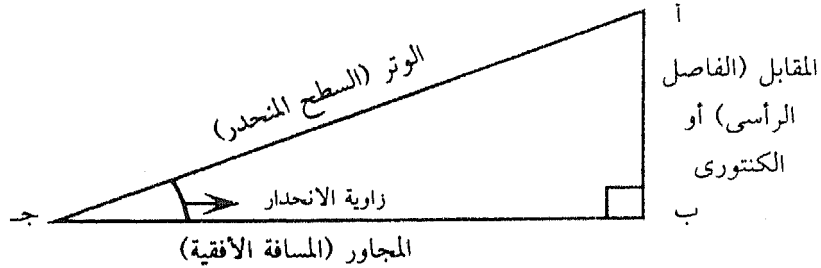 أ
المقابل (الفاصل
الرأسى) أو
الكنتورى
الوتر (السطح المنحدر)
زاوية الانحدار
جـ
ب
المجاور (المسافة الأفقية)